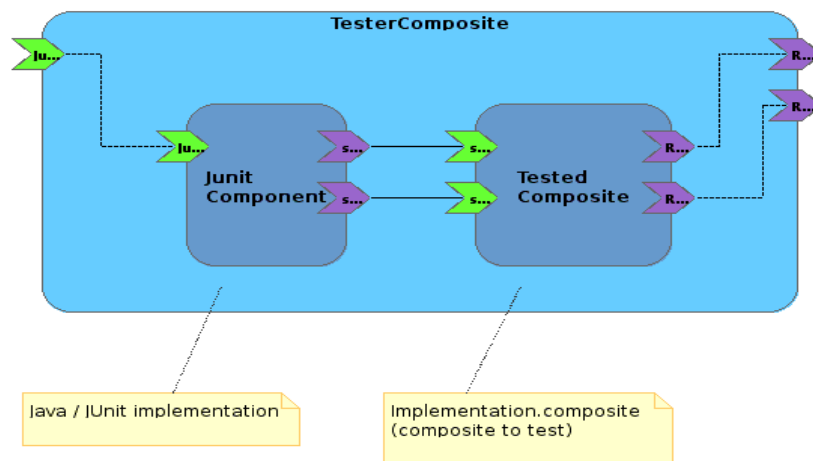 TesterComposite
Ju...
R...
R...
Ju...
s...
s...
R...
Junit
Component
Tested
Composite
s...
s...
R...
Java / JUnit implementation
Implementation.composite
(composite to test)